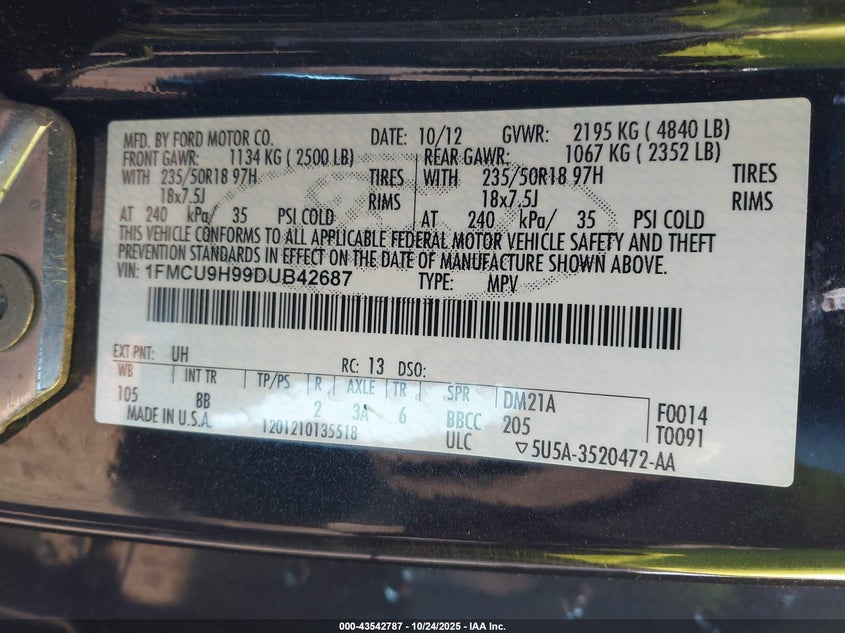 MFD. BY FORD MOTOR CO. DATE: 10/12 GVWR: 2195 KG ( 4840 LB)
FRONT GAWR: 1134 KG ( 2500 LB) REAR GAWR: 1067 KG ( 2352 LB)
WITH 235/50R18 97H TIRES WITH 235/50R18 97H TIRES
18x7.5J RIMS 18x7.5J RIMS
AT 240 kPa/ 35 PSI COLD AT 240 kPa/ 35 PSI COLD
THIS VEHICLE CONFORMS TO ALL APPLICABLE FEDERAL MOTOR VEHICLE SAFETY AND THEFT
PREVENTION STANDARDS IN EFFECT ON THE DATE OF MANUFACTURE SHOWN ABOVE.
VIN: 1FMCU9H99DUB42687 TYPE: MPV
EXT PNT: UH RC: 13 DSO:
WB INT TR TP/PS R AXLE TR SPR DM21A F0014
105 8B 2 3A 6 BBCC 205 T0091
MADE IN U.S.A. 1201210135518 ULC ▽5U5A-3520472-AA
000-43542787 - 10/24/2025 - IAA Inc.